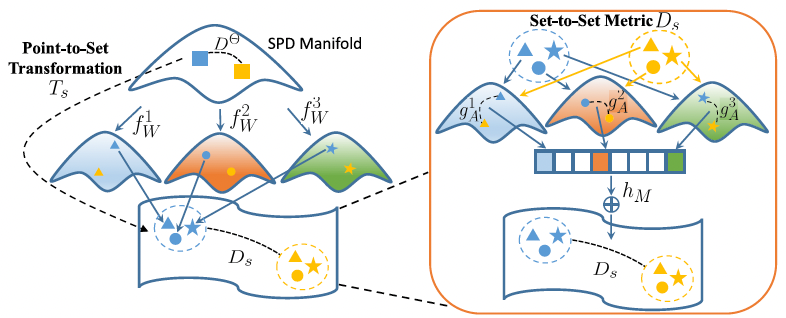 Point-to-Set
Transformation
T_s
D^Θ
SPD Manifold
f_W^1
f_W^2
f_W^3
D_s
Set-to-Set Metric D_s
g_A^1
g_A^2
g_A^3
h_M
D_s